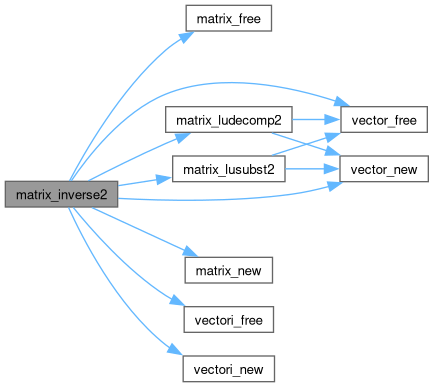 matrix_free
matrix_ludecomp2
vector_free
matrix_lusubst2
vector_new
matrix_inverse2
matrix_new
vectori_free
vectori_new